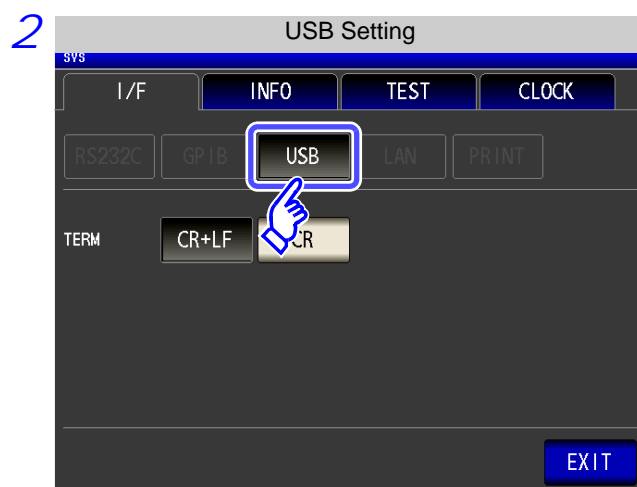 2
USB Setting
SYS
I/F INFO TEST CLOCK
RS232C GPIB USB LAN PRINT
TERM CR+LF CR
EXIT